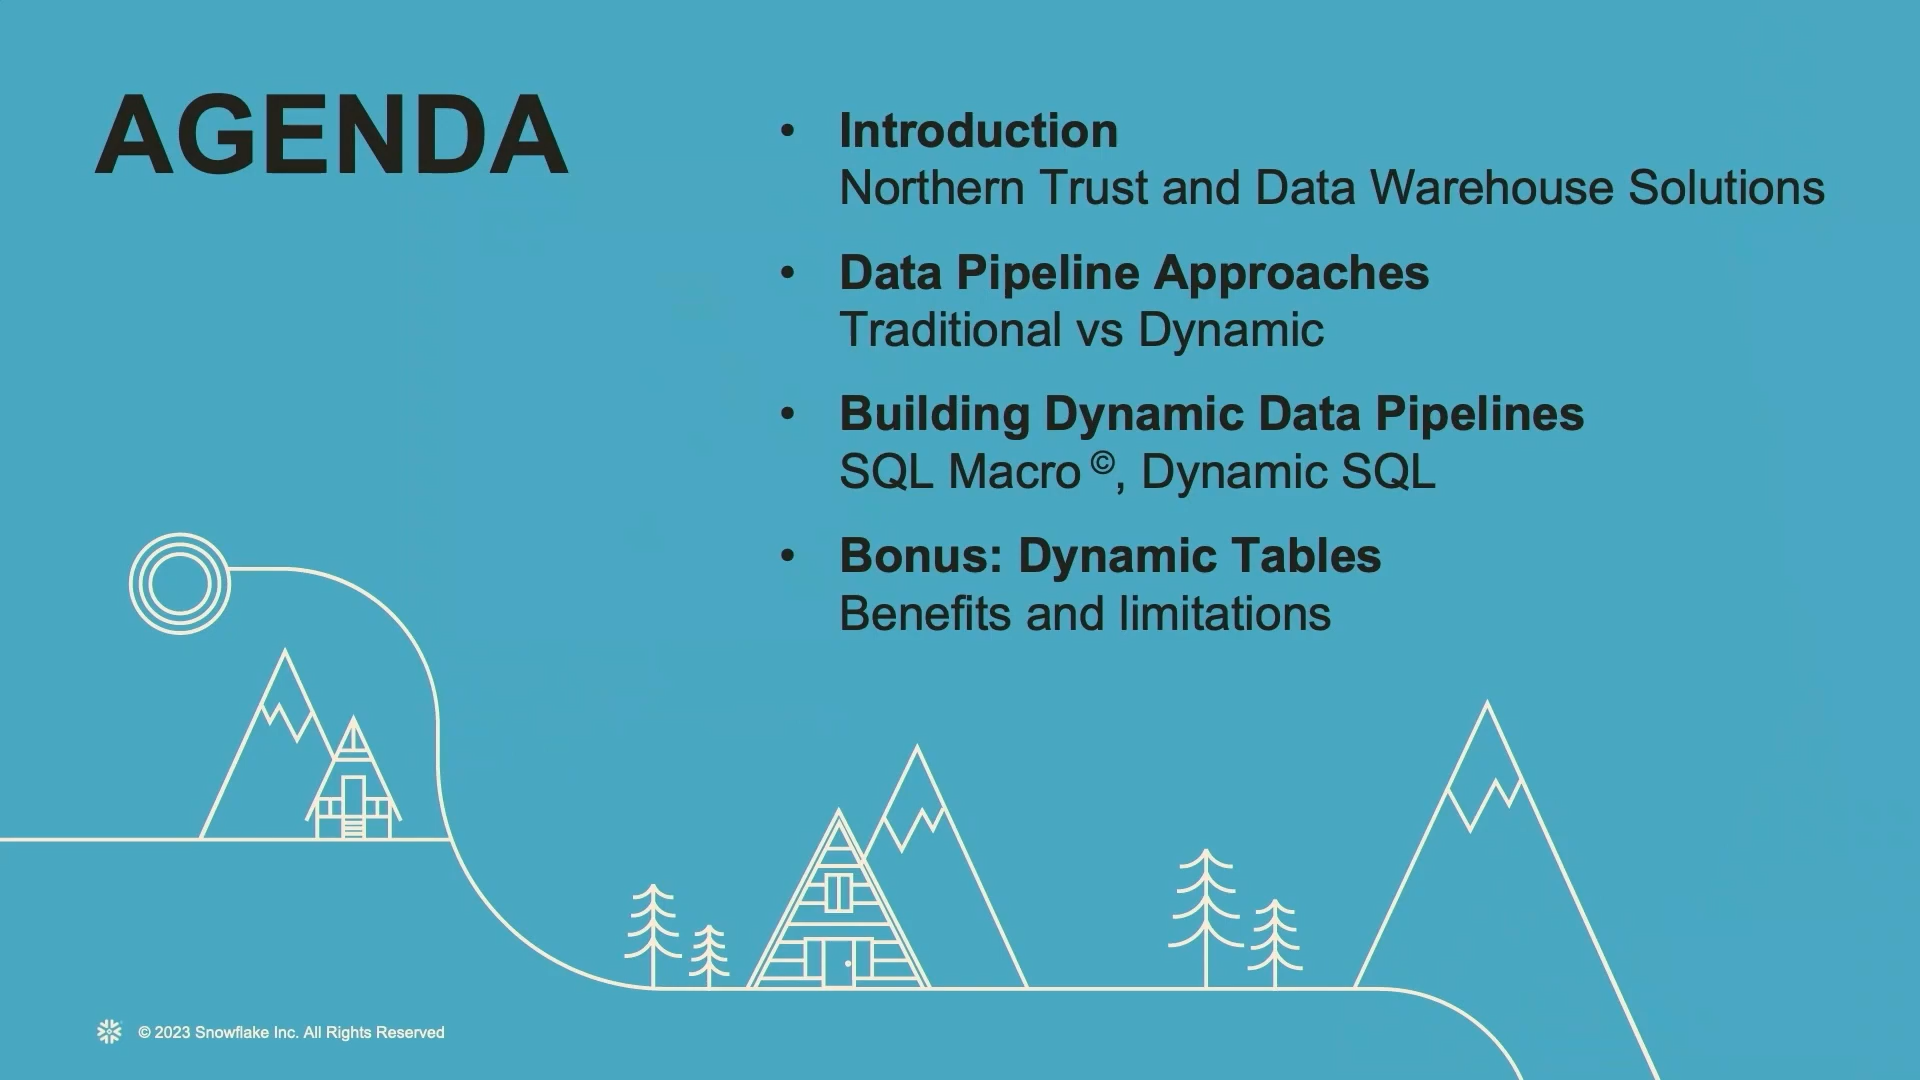 AGENDA
• Introduction
Northern Trust and Data Warehouse Solutions
• Data Pipeline Approaches
Traditional vs Dynamic
• Building Dynamic Data Pipelines
SQL Macro ©, Dynamic SQL
• Bonus: Dynamic Tables
Benefits and limitations
© 2023 Snowflake Inc. All Rights Reserved